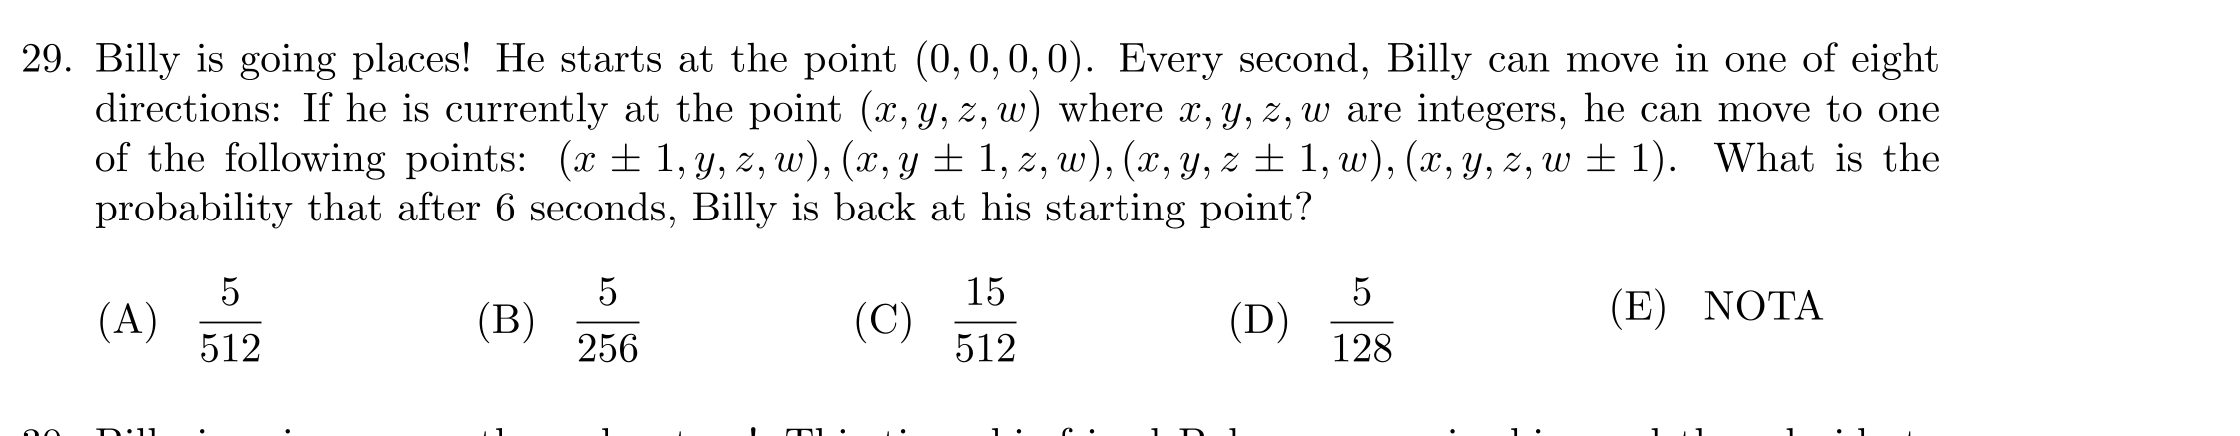 29. Billy is going places! He starts at the point (0, 0, 0, 0). Every second, Billy can move in one of eight
directions: If he is currently at the point (x, y, z, w) where x, y, z, w are integers, he can move to one
of the following points: (x ± 1, y, z, w), (x, y ± 1, z, w), (x, y, z ± 1, w), (x, y, z, w ± 1). What is the
probability that after 6 seconds, Billy is back at his starting point?
(A) 5/512 (B) 5/256 (C) 15/512 (D) 5/128 (E) NOTA